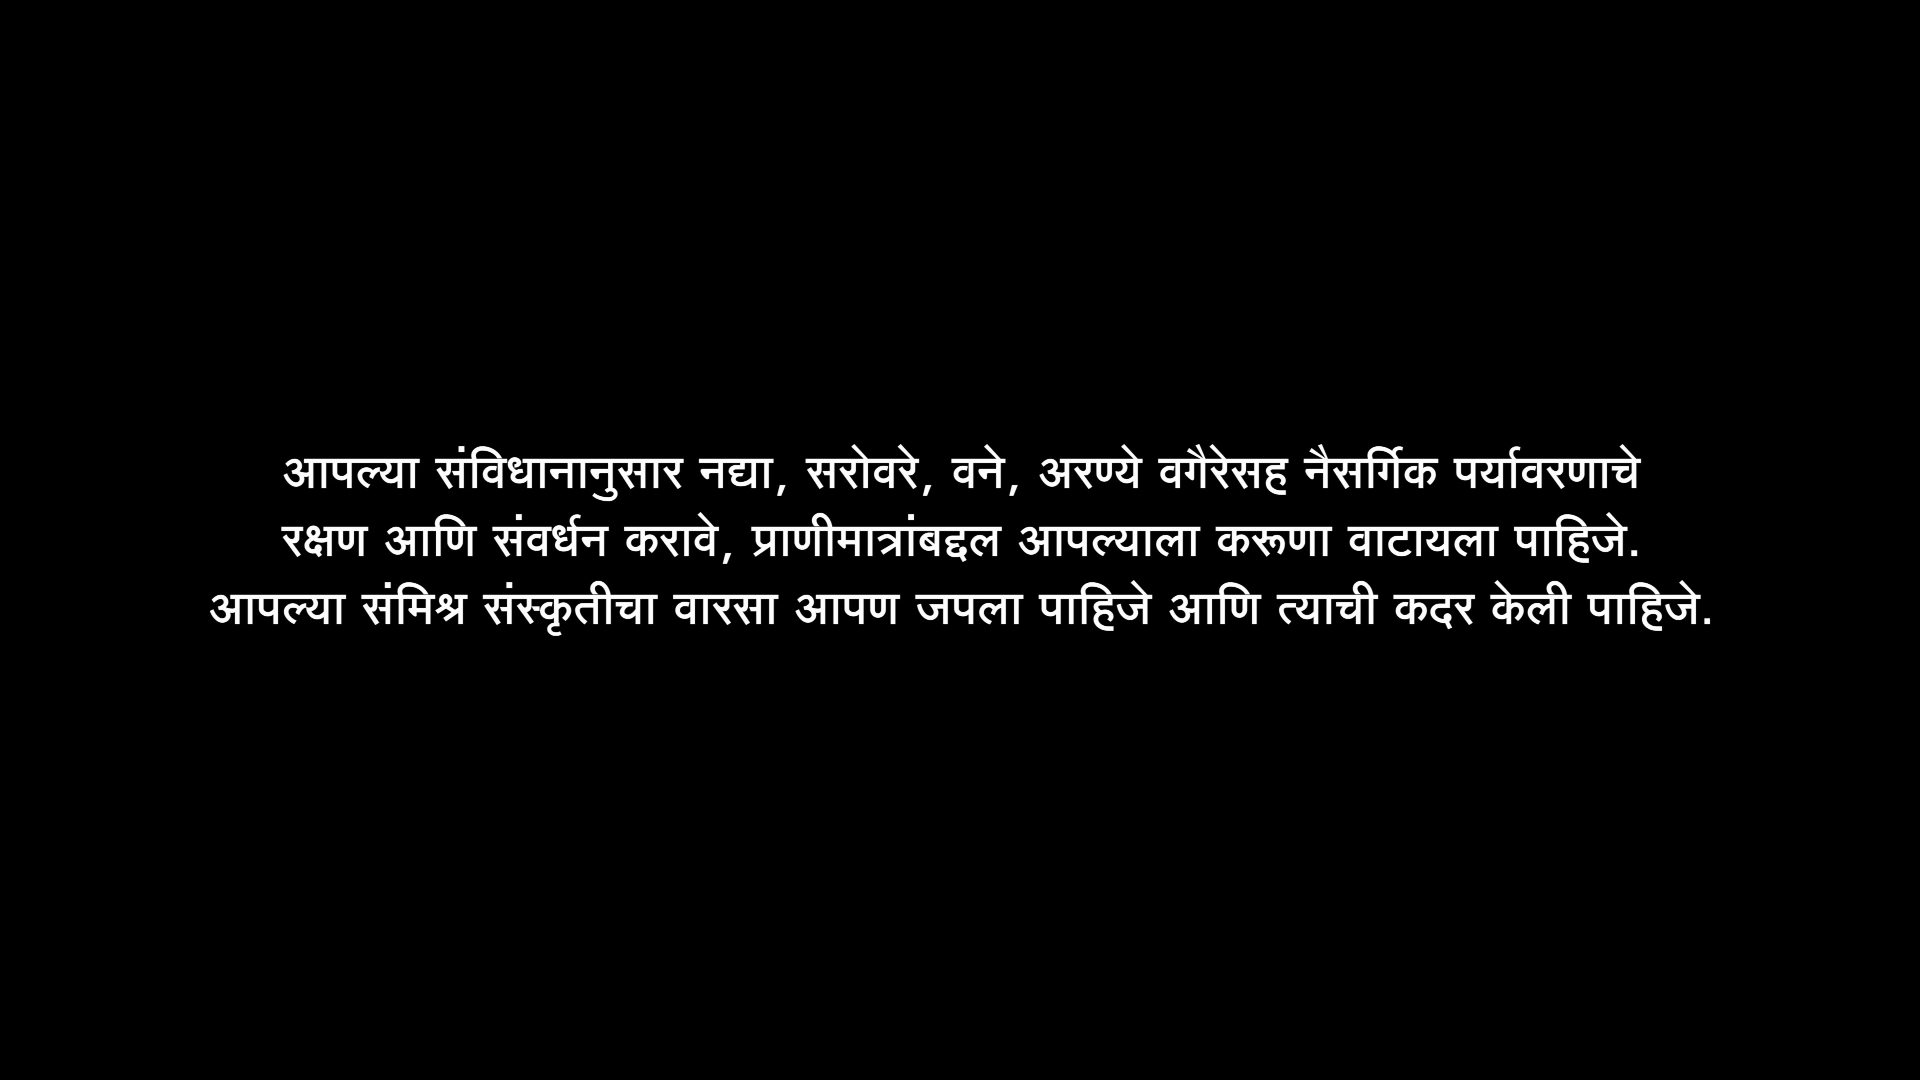 आपल्या संविधानानुसार नद्या, सरोवरे, वने, अरण्ये वगैरेसह नैसर्गिक पर्यावरणाचे
रक्षण आणि संवर्धन करावे, प्राणीमात्रांबद्दल आपल्याला करूणा वाटायला पाहिजे.
आपल्या संमिश्र संस्कृतीचा वारसा आपण जपला पाहिजे आणि त्याची कदर केली पाहिजे.